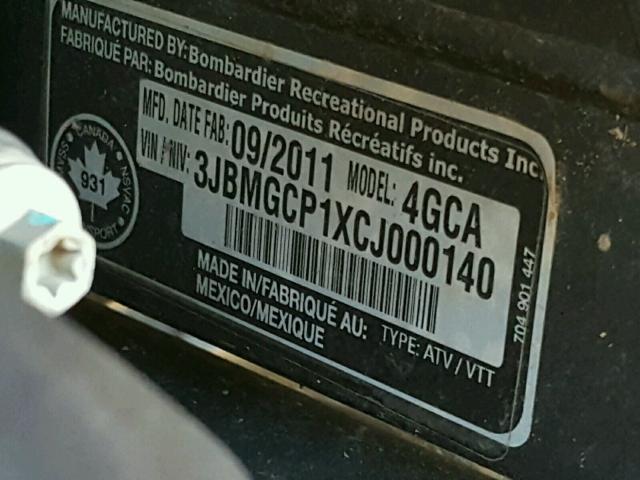 MANUFACTURED BY: Bombardier Recreational Products Inc.
FABRIQUÉ PAR: Bombardier Produits Récréatifs inc.
MFD. DATE FAB: 09/2011 MODEL: 4GCA
VIN / NIV: 3JBMGCP1XCJ000140
MADE IN/FABRIQUÉ AU:
MEXICO/MEXIQUE
TYPE: ATV / VTT
704 901 447
CANADA
NSVAC
931